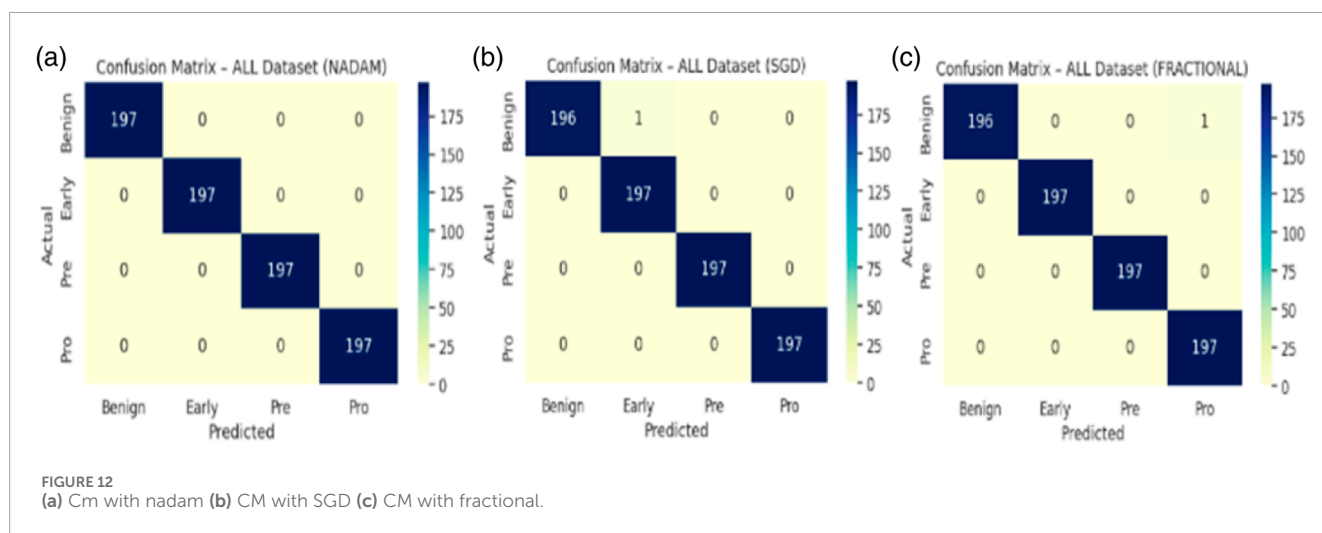 (a)
Confusion Matrix – ALL Dataset (NADAM)
Actual
Benign 197 0 0 0
Early 0 197 0 0
Pre 0 0 197 0
Pro 0 0 0 197
Benign Early Pre Pro
Predicted
175
150
125
100
75
50
25
0
(b)
Confusion Matrix – ALL Dataset (SGD)
Actual
Benign 196 1 0 0
Early 0 197 0 0
Pre 0 0 197 0
Pro 0 0 0 197
Benign Early Pre Pro
Predicted
175
150
125
100
75
50
25
0
(c)
Confusion Matrix – ALL Dataset (FRACTIONAL)
Actual
Benign 196 0 0 1
Early 0 197 0 0
Pre 0 0 197 0
Pro 0 0 0 197
Benign Early Pre Pro
Predicted
175
150
125
100
75
50
25
0
FIGURE 12
(a) Cm with nadam (b) CM with SGD (c) CM with fractional.